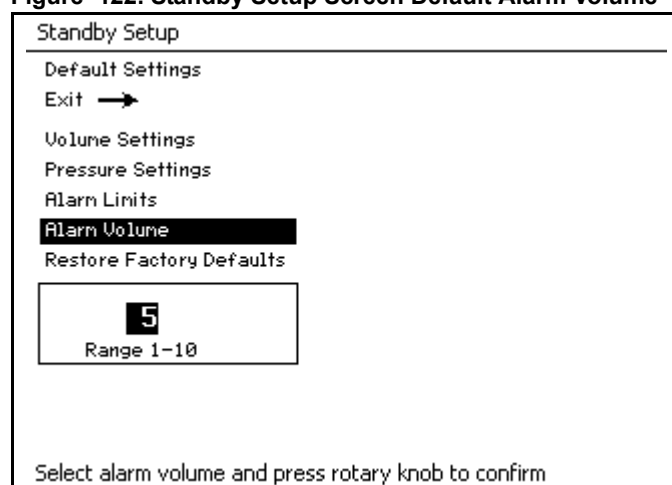 Figure 422. Standby Setup Screen Default Alarm Volume
Standby Setup
Default Settings
Exit
Volume Settings
Pressure Settings
Alarm Limits
Alarm Volume
Restore Factory Defaults
5
Range 1-10
Select alarm volume and press rotary knob to confirm